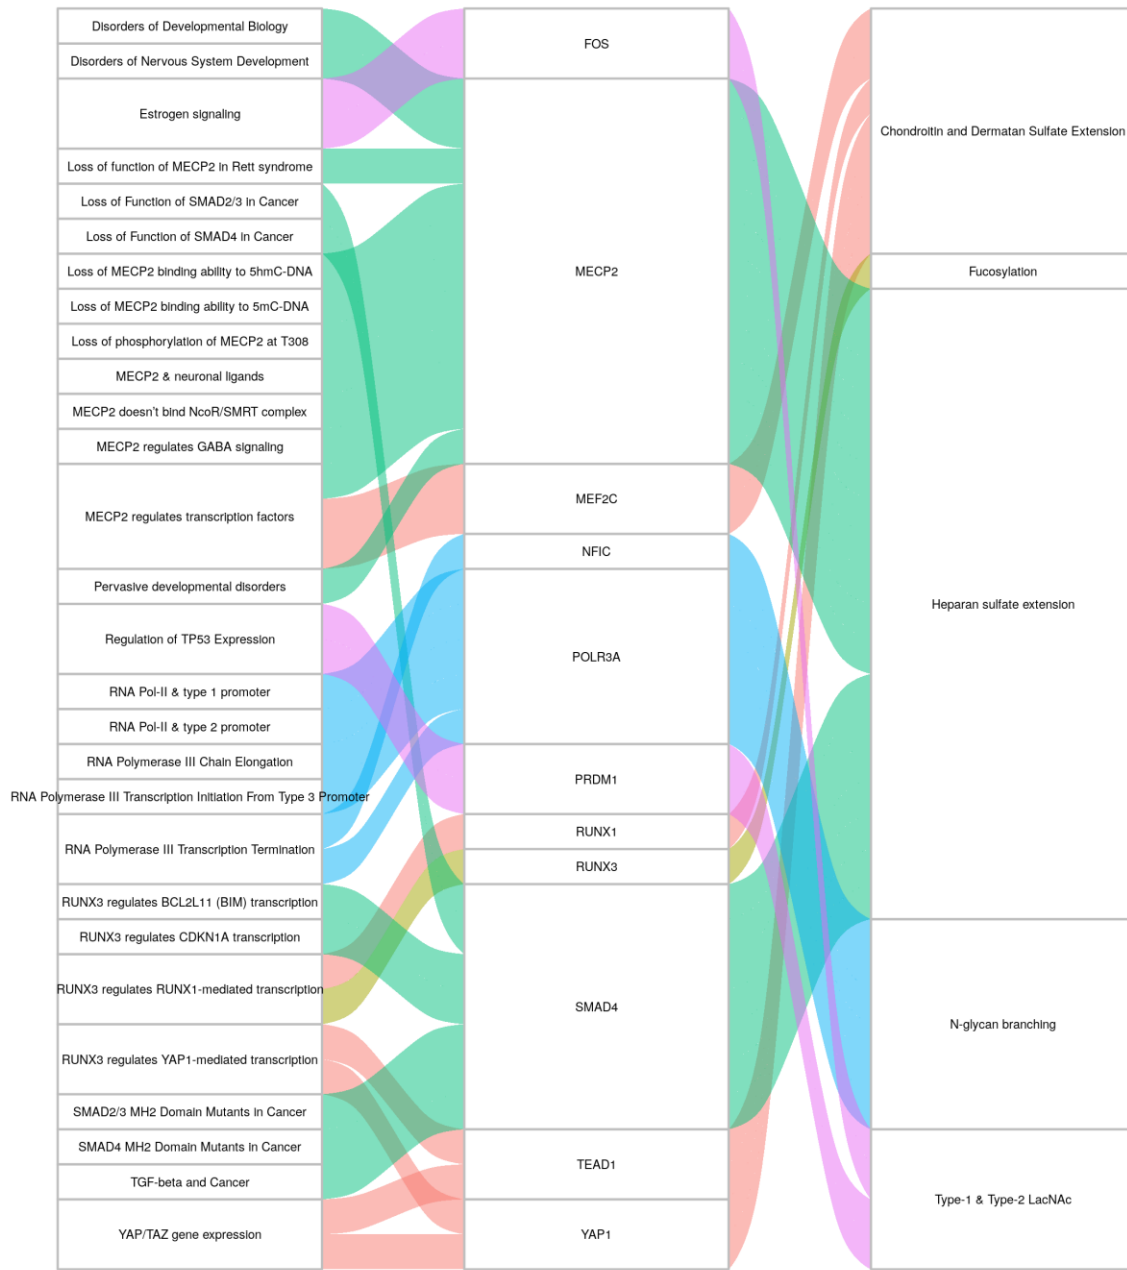 Disorders of Developmental Biology
Disorders of Nervous System Development
Estrogen signaling
Loss of function of MECP2 in Rett syndrome
Loss of Function of SMAD2/3 in Cancer
Loss of Function of SMAD4 in Cancer
Loss of MECP2 binding ability to 5hmC-DNA
Loss of MECP2 binding ability to 5mC-DNA
Loss of phosphorylation of MECP2 at T308
MECP2 & neuronal ligands
MECP2 doesn't bind NcoR/SMRT complex
MECP2 regulates GABA signaling
MECP2 regulates transcription factors
Pervasive developmental disorders
Regulation of TP53 Expression
RNA Pol-II & type 1 promoter
RNA Pol-II & type 2 promoter
RNA Polymerase III Chain Elongation
RNA Polymerase III Transcription Initiation From Type 3 Promoter
RNA Polymerase III Transcription Termination
RUNX3 regulates BCL2L11 (BIM) transcription
RUNX3 regulates CDKN1A transcription
RUNX3 regulates RUNX1-mediated transcription
RUNX3 regulates YAP1-mediated transcription
SMAD2/3 MH2 Domain Mutants in Cancer
SMAD4 MH2 Domain Mutants in Cancer
TGF-beta and Cancer
YAP/TAZ gene expression
FOS
MECP2
MEF2C
NFIC
POLR3A
PRDM1
RUNX1
RUNX3
SMAD4
TEAD1
YAP1
Chondroitin and Dermatan Sulfate Extension
Fucosylation
Heparan sulfate extension
N-glycan branching
Type-1 & Type-2 LacNAc